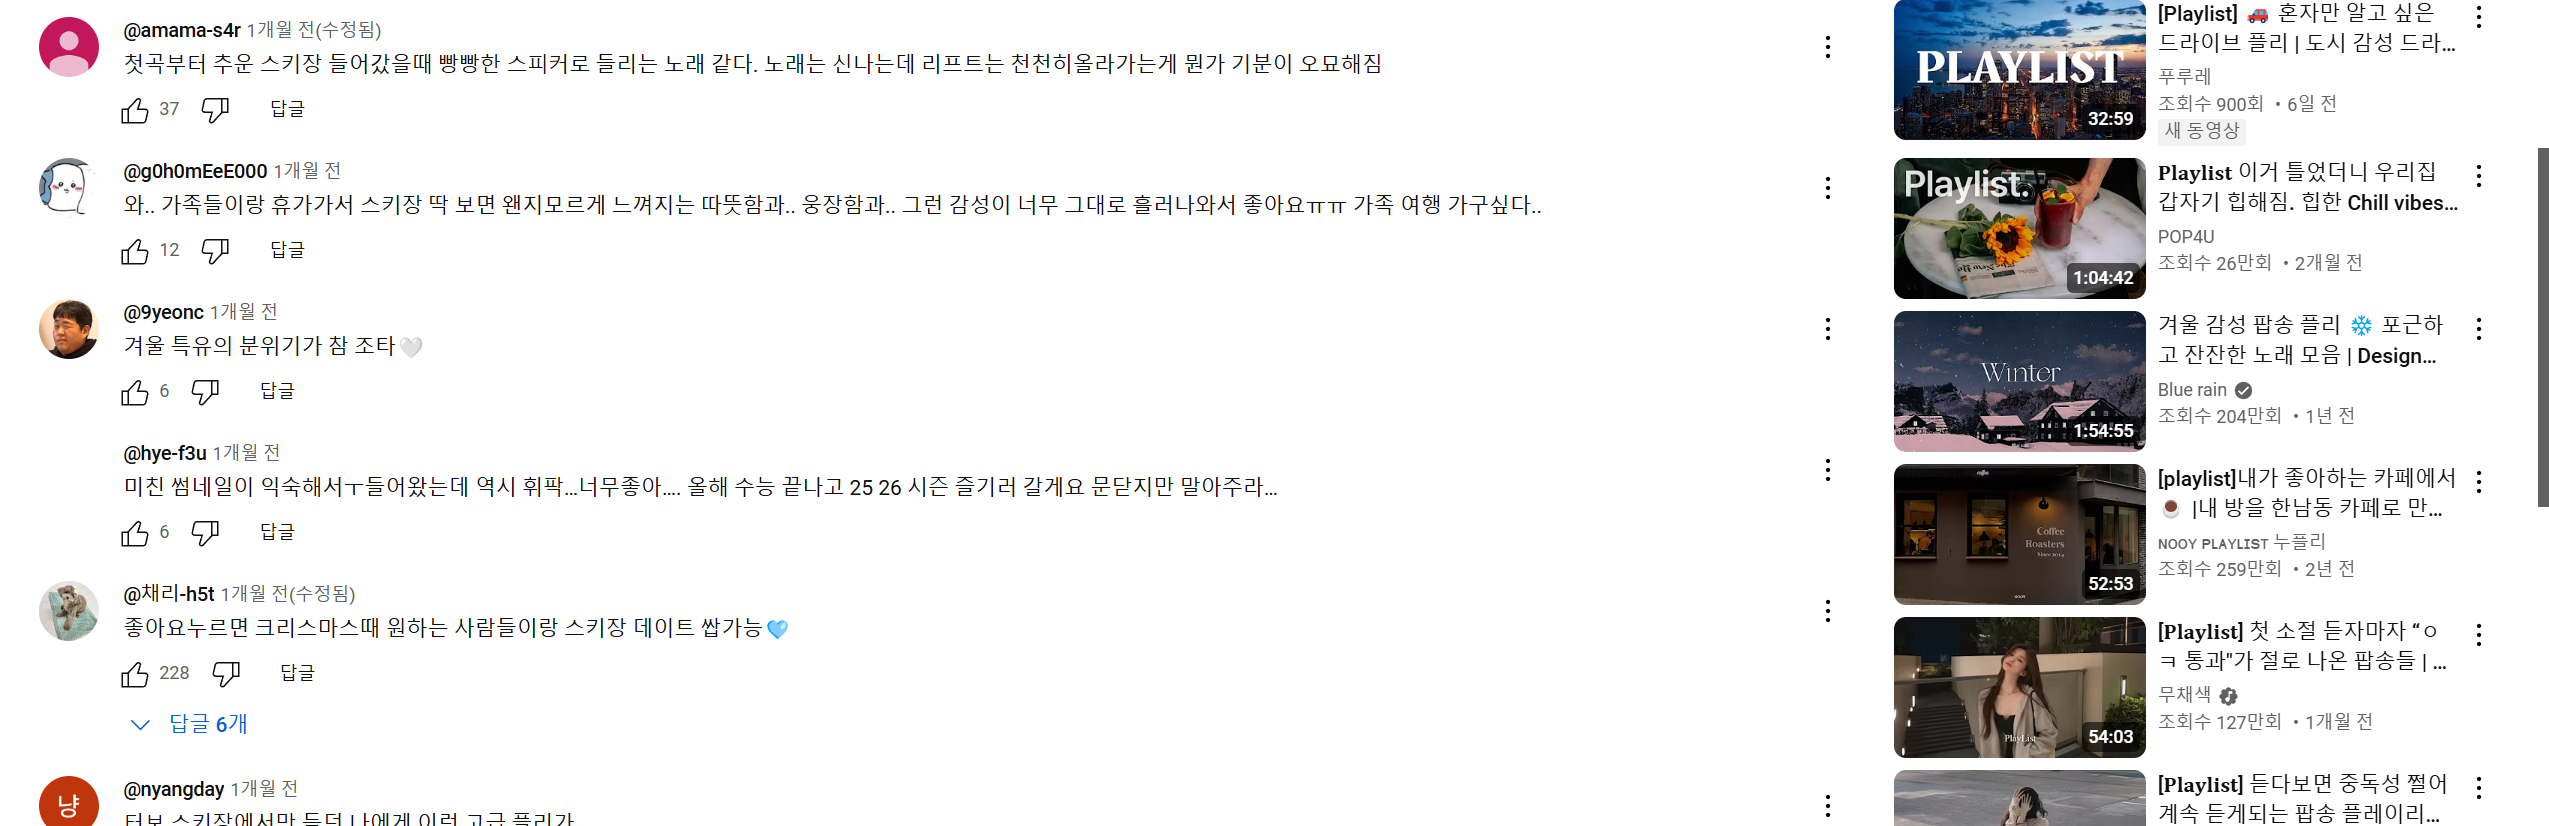 @amama-s4r 1개월 전(수정됨)
첫곡부터 추운 스키장 들어갔을때 빵빵한 스피커로 들리는 노래 같다. 노래는 신나는데 리프트는 천천히올라가는게 뭔가 기분이 오묘해짐
37 답글
@g0h0mEeE000 1개월 전
와.. 가족들이랑 휴가가서 스키장 딱 보면 왠지모르게 느껴지는 따뜻함과.. 웅장함과.. 그런 감성이 너무 그대로 흘러나와서 좋아요ㅠㅠ 가족 여행 가구싶다..
12 답글
@9yeonc 1개월 전
겨울 특유의 분위기가 참 조타🤍
6 답글
@hye-f3u 1개월 전
미친 썸네일이 익숙해서ㅜ들어왔는데 역시 휘팍...너무좋아.... 올해 수능 끝나고 25 26 시즌 즐기러 갈게요 문닫지만 말아주라...
6 답글
@채리-h5t 1개월 전(수정됨)
좋아요누르면 크리스마스때 원하는 사람들이랑 스키장 데이트 쌉가능🩵
228 답글
답글 6개
냥
@nyangday 1개월 전
터보 스키장에서만 듣던 나에게 이런 고급 플리가
PLAYLIST
32:59
[Playlist] 🚗 혼자만 알고 싶은
드라이브 플리 | 도시 감성 드라...
푸루레
조회수 900회 • 6일 전
새 동영상
Playlist.
1:04:42
Playlist 이거 틀었더니 우리집
갑자기 힙해짐. 힙한 Chill vibes...
POP4U
조회수 26만회 • 2개월 전
Winter
1:54:55
겨울 감성 팝송 플리 ❄️ 포근하
고 잔잔한 노래 모음 | Design...
Blue rain
조회수 204만회 • 1년 전
Coffee
Roasters
Since 2014
52:53
[playlist]내가 좋아하는 카페에서
☕ |내 방을 한남동 카페로 만...
NOOY PLAYLIST 누플리
조회수 259만회 • 2년 전
PlayList
54:03
[Playlist] 첫 소절 듣자마자 “ㅇ
ㅋ 통과"가 절로 나온 팝송들 | ...
무채색
조회수 127만회 • 1개월 전
[Playlist] 듣다보면 중독성 쩔어
계속 듣게되는 팝송 플레이리...